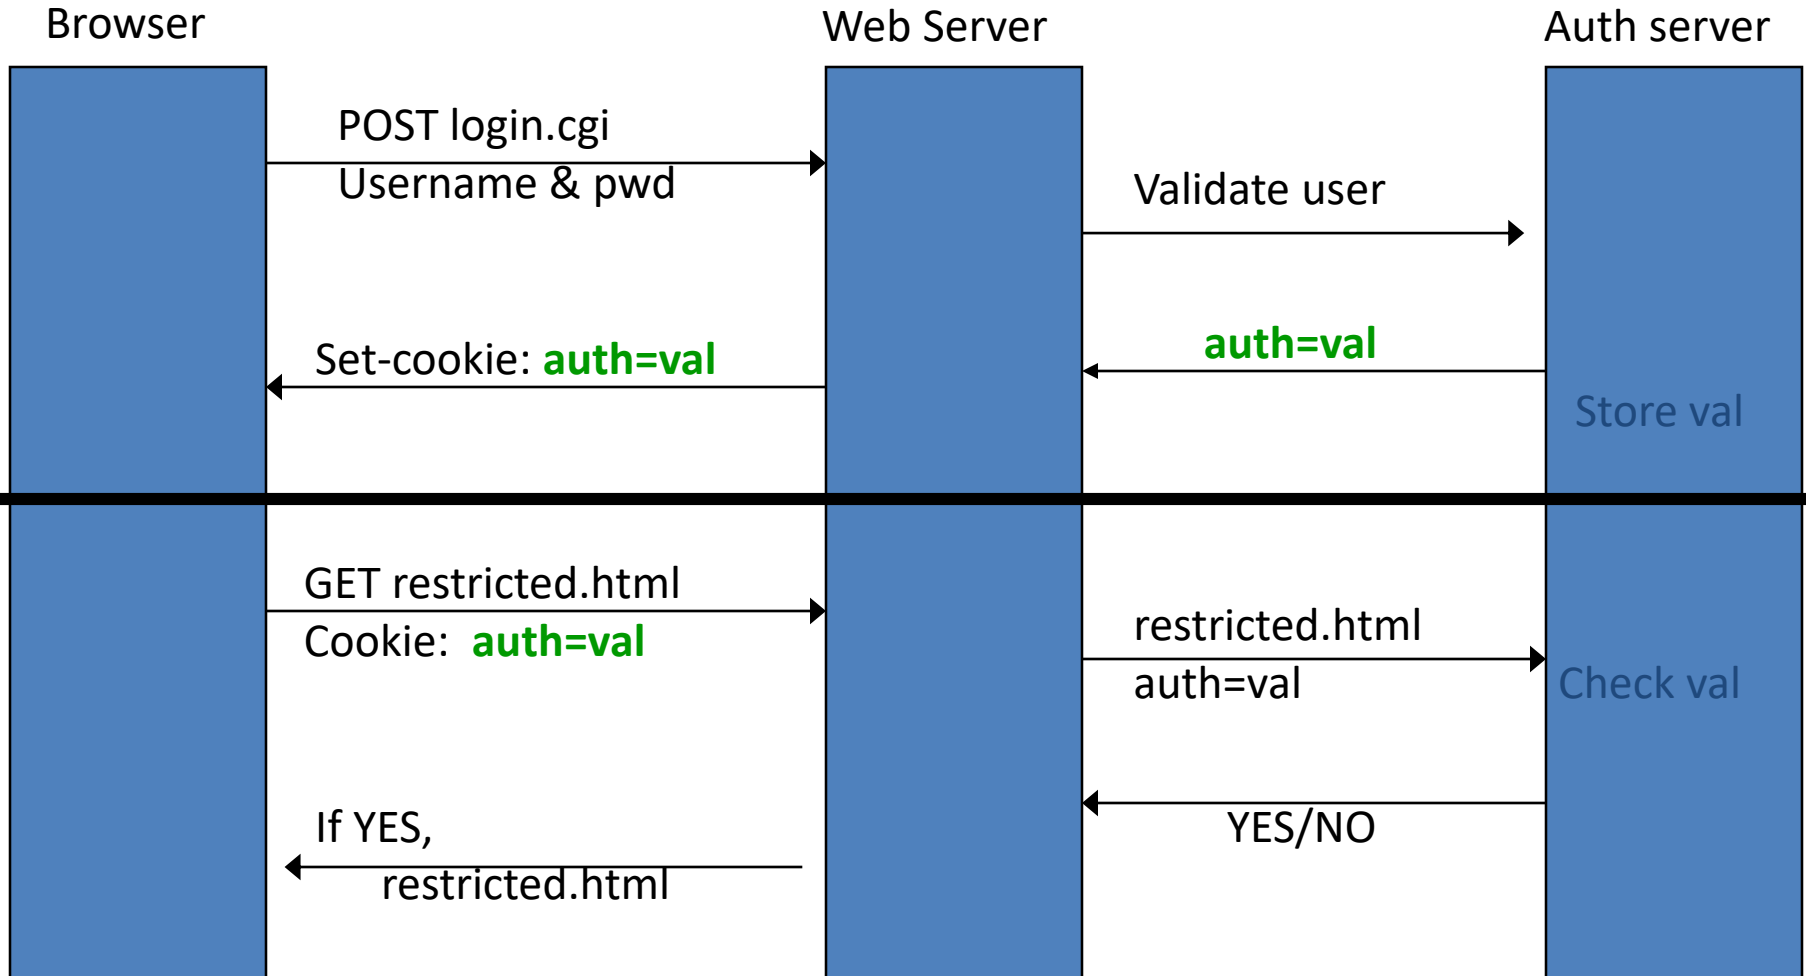 Browser
Web Server
Auth server
POST login.cgi
Username & pwd
Validate user
Set-cookie: auth=val
auth=val
Store val
GET restricted.html
Cookie: auth=val
restricted.html
auth=val
Check val
If YES,
restricted.html
YES/NO